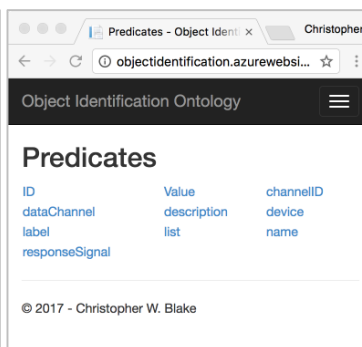 Predicates - Object Identi
Christopher
objectidentification.azurewebsi...
Object Identification Ontology
Predicates
ID Value channelID
dataChannel description device
label list name
responseSignal
© 2017 - Christopher W. Blake